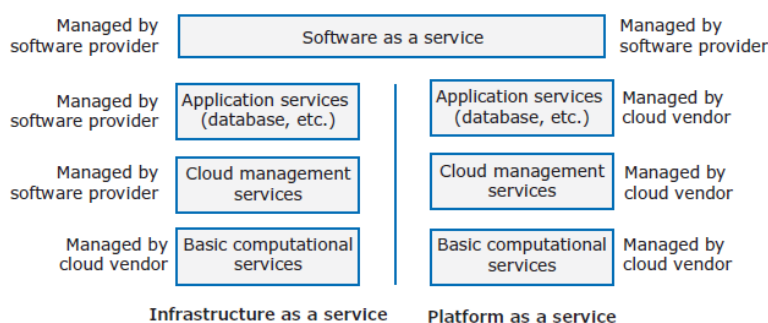 Managed by
software provider
Software as a service
Managed by
software provider
Managed by
software provider
Application services
(database, etc.)
Application services
(database, etc.)
Managed by
cloud vendor
Managed by
software provider
Cloud management
services
Cloud management
services
Managed by
cloud vendor
Managed by
cloud vendor
Basic computational
services
Basic computational
services
Managed by
cloud vendor
Infrastructure as a service
Platform as a service